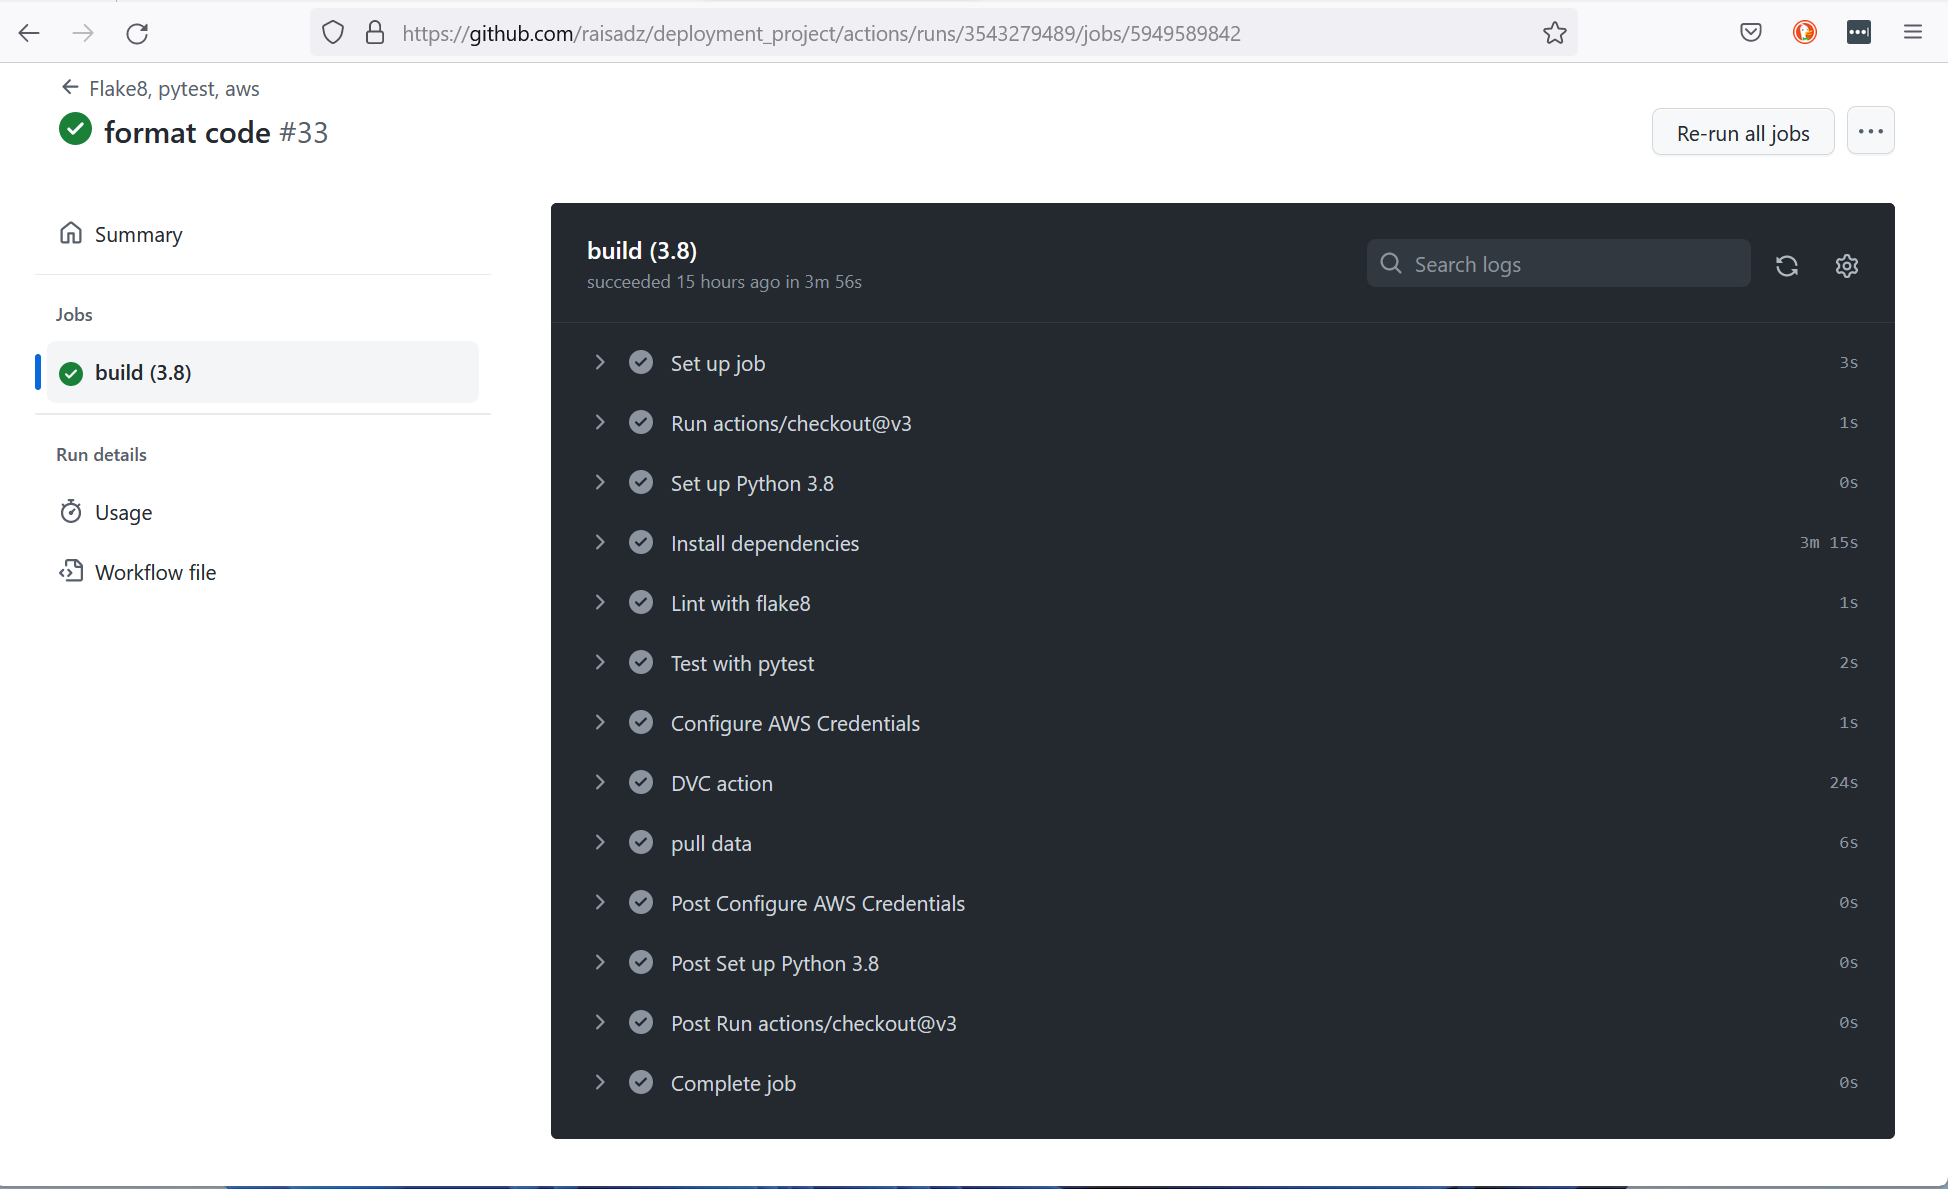 https://github.com/raisadz/deployment_project/actions/runs/3543279489/jobs/5949589842
Flake8, pytest, aws
format code #33
Re-run all jobs
Summary
Jobs
build (3.8)
Run details
Usage
Workflow file
build (3.8)
succeeded 15 hours ago in 3m 56s
Search logs
Set up job 3s
Run actions/checkout@v3 1s
Set up Python 3.8 0s
Install dependencies 3m 15s
Lint with flake8 1s
Test with pytest 2s
Configure AWS Credentials 1s
DVC action 24s
pull data 6s
Post Configure AWS Credentials 0s
Post Set up Python 3.8 0s
Post Run actions/checkout@v3 0s
Complete job 0s